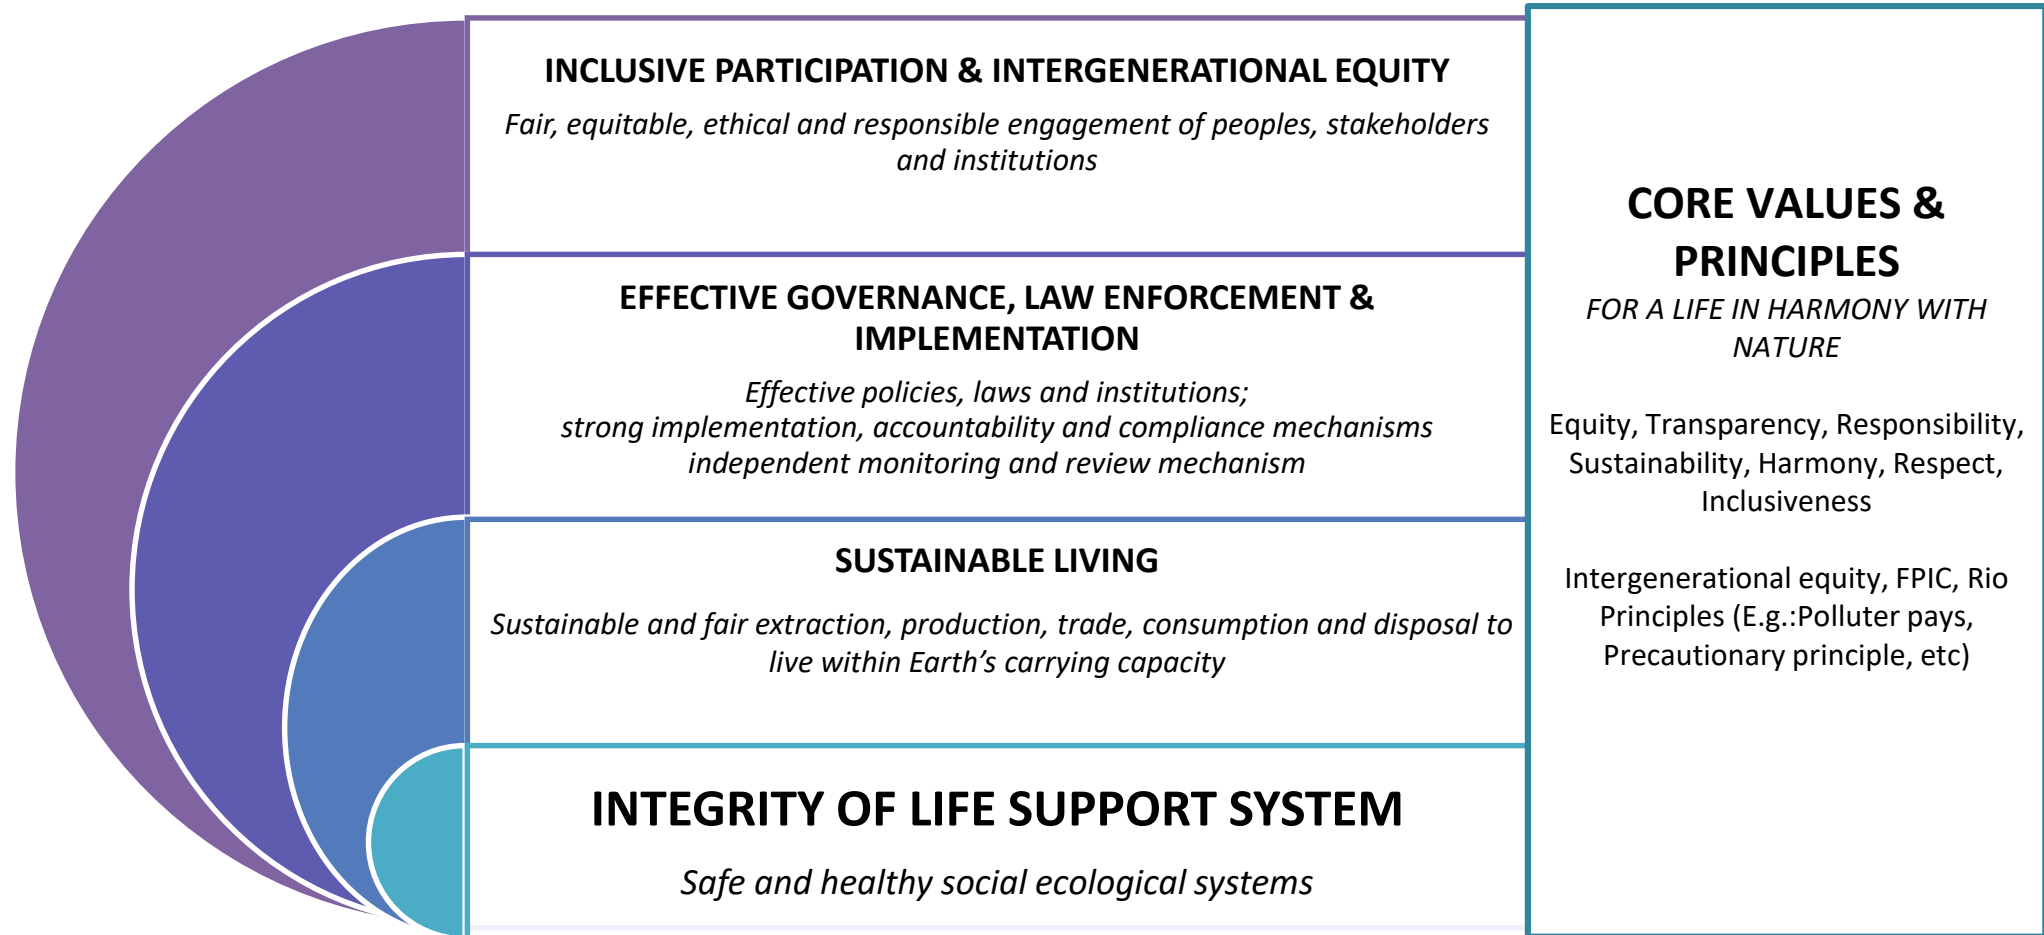 INCLUSIVE PARTICIPATION & INTERGENERATIONAL EQUITY
Fair, equitable, ethical and responsible engagement of peoples, stakeholders
and institutions
EFFECTIVE GOVERNANCE, LAW ENFORCEMENT &
IMPLEMENTATION
Effective policies, laws and institutions;
strong implementation, accountability and compliance mechanisms
independent monitoring and review mechanism
SUSTAINABLE LIVING
Sustainable and fair extraction, production, trade, consumption and disposal to
live within Earth’s carrying capacity
INTEGRITY OF LIFE SUPPORT SYSTEM
Safe and healthy social ecological systems
CORE VALUES &
PRINCIPLES
FOR A LIFE IN HARMONY WITH
NATURE
Equity, Transparency, Responsibility,
Sustainability, Harmony, Respect,
Inclusiveness
Intergenerational equity, FPIC, Rio
Principles (E.g.:Polluter pays,
Precautionary principle, etc)